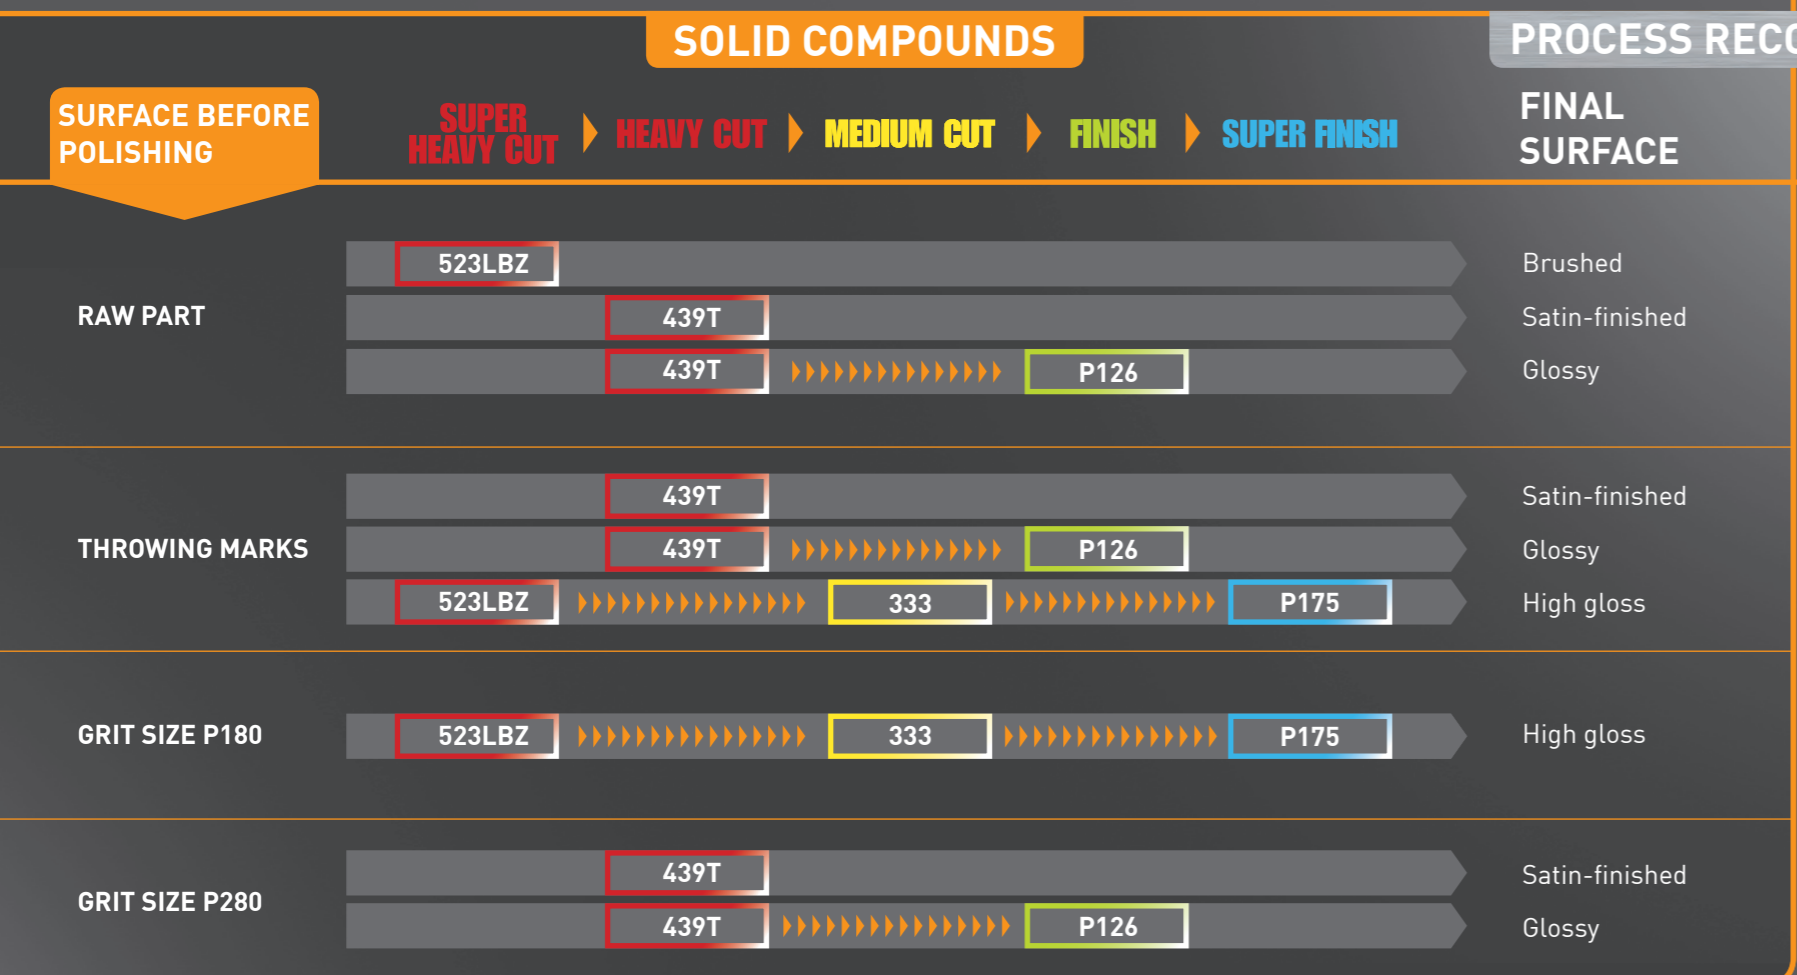 SOLID COMPOUNDS
PROCESS RECO
SURFACE BEFORE
POLISHING
SUPER
HEAVY CUT
HEAVY CUT
MEDIUM CUT
FINISH
SUPER FINISH
FINAL
SURFACE
RAW PART
523LBZ
Brushed
439T
Satin-finished
439T
P126
Glossy
THROWING MARKS
439T
Satin-finished
439T
P126
Glossy
523LBZ
333
P175
High gloss
GRIT SIZE P180
523LBZ
333
P175
High gloss
GRIT SIZE P280
439T
Satin-finished
439T
P126
Glossy